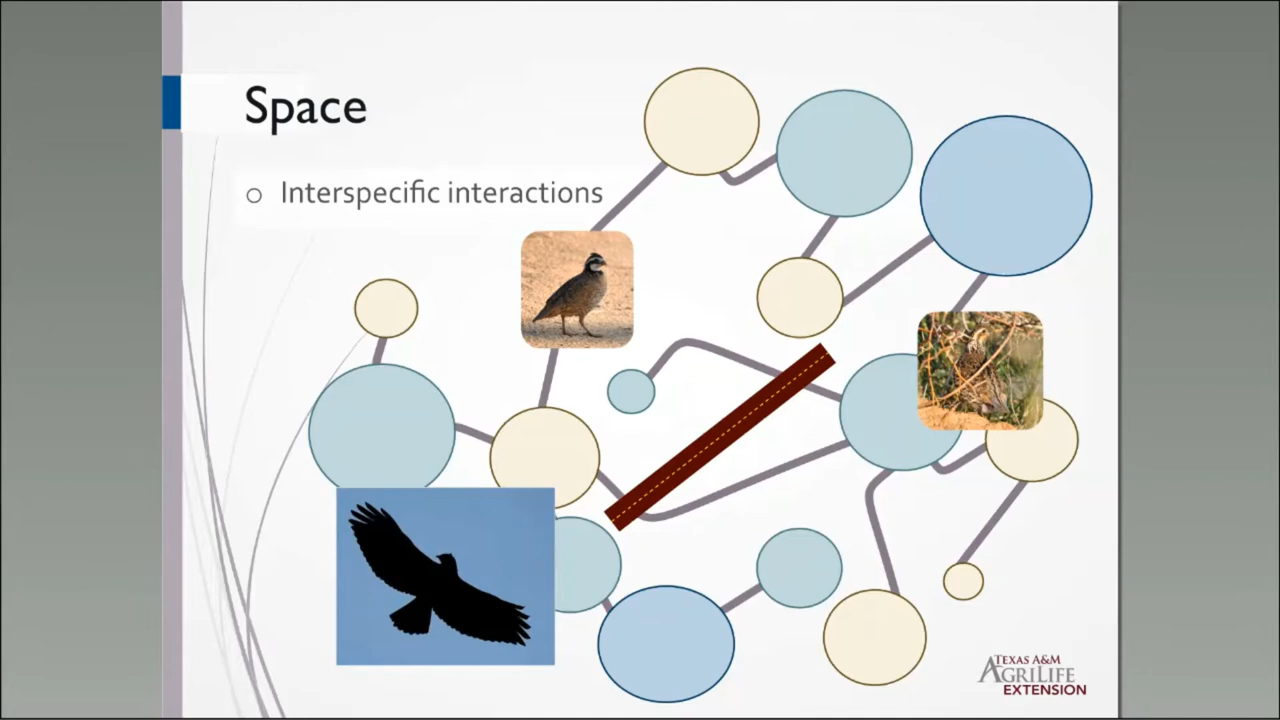 Space
Interspecific interactions
TEXAS A&M
AGRILIFE
EXTENSION